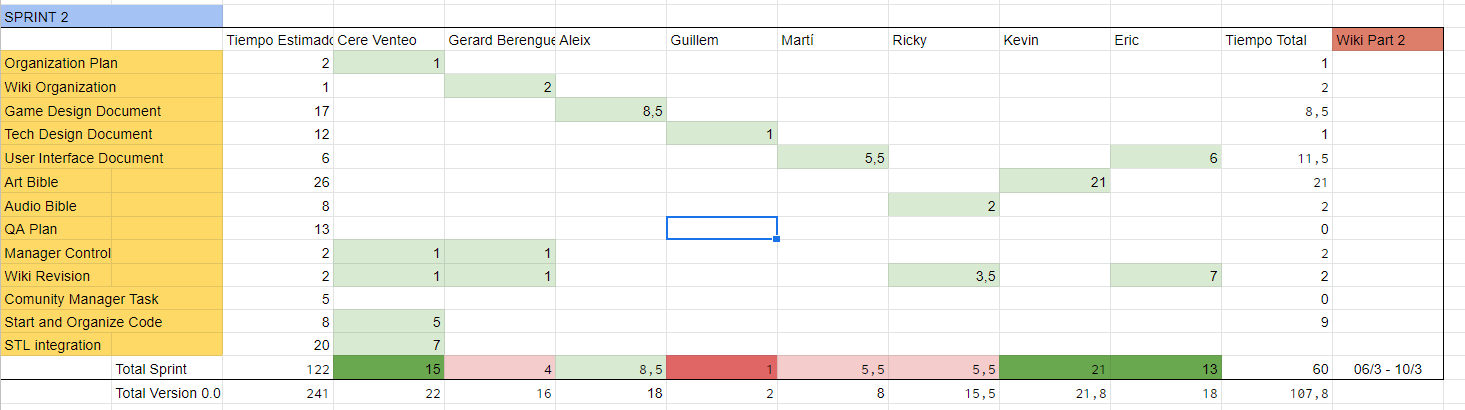 SPRINT 2
Tiempo Estimado Cere Venteo Gerard Berengue Aleix Guillem Martí Ricky Kevin Eric Tiempo Total Wiki Part 2
Organization Plan 2 1 1
Wiki Organization 1 2 2
Game Design Document 17 8,5 8,5
Tech Design Document 12 1 1
User Interface Document 6 5,5 6 11,5
Art Bible 26 21 21
Audio Bible 8 2 2
QA Plan 13 0
Manager Control 2 1 1 2
Wiki Revision 2 1 1 3,5 7 2
Comunity Manager Task 5 0
Start and Organize Code 8 5 9
STL integration 20 7
Total Sprint 122 15 4 8,5 1 5,5 5,5 21 13 60 06/3 - 10/3
Total Version 0.0 241 22 16 18 2 8 15,5 21,8 18 107,8